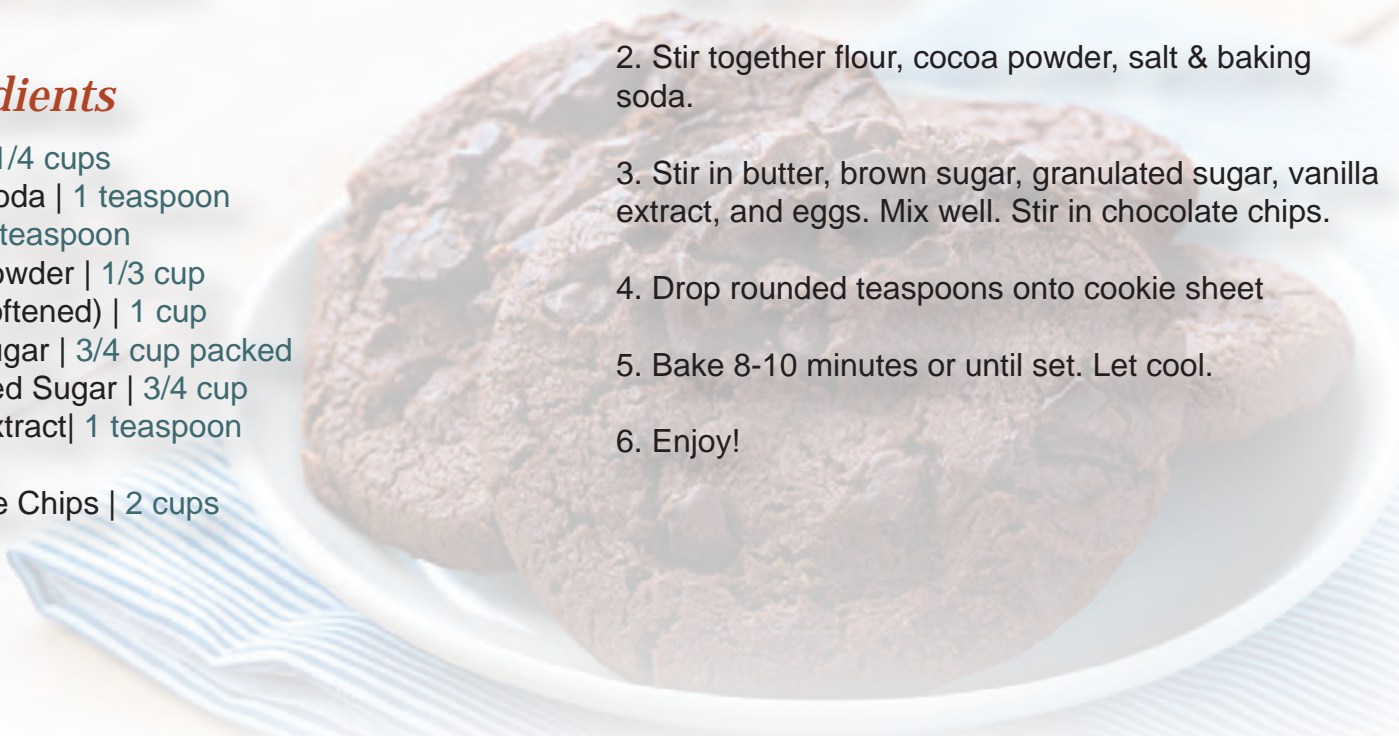 dients
1/4 cups
oda | 1 teaspoon
teaspoon
owder | 1/3 cup
oftened) | 1 cup
ugar | 3/4 cup packed
ed Sugar | 3/4 cup
xtract| 1 teaspoon
e Chips | 2 cups
2. Stir together flour, cocoa powder, salt & baking
soda.
3. Stir in butter, brown sugar, granulated sugar, vanilla
extract, and eggs. Mix well. Stir in chocolate chips.
4. Drop rounded teaspoons onto cookie sheet
5. Bake 8-10 minutes or until set. Let cool.
6. Enjoy!